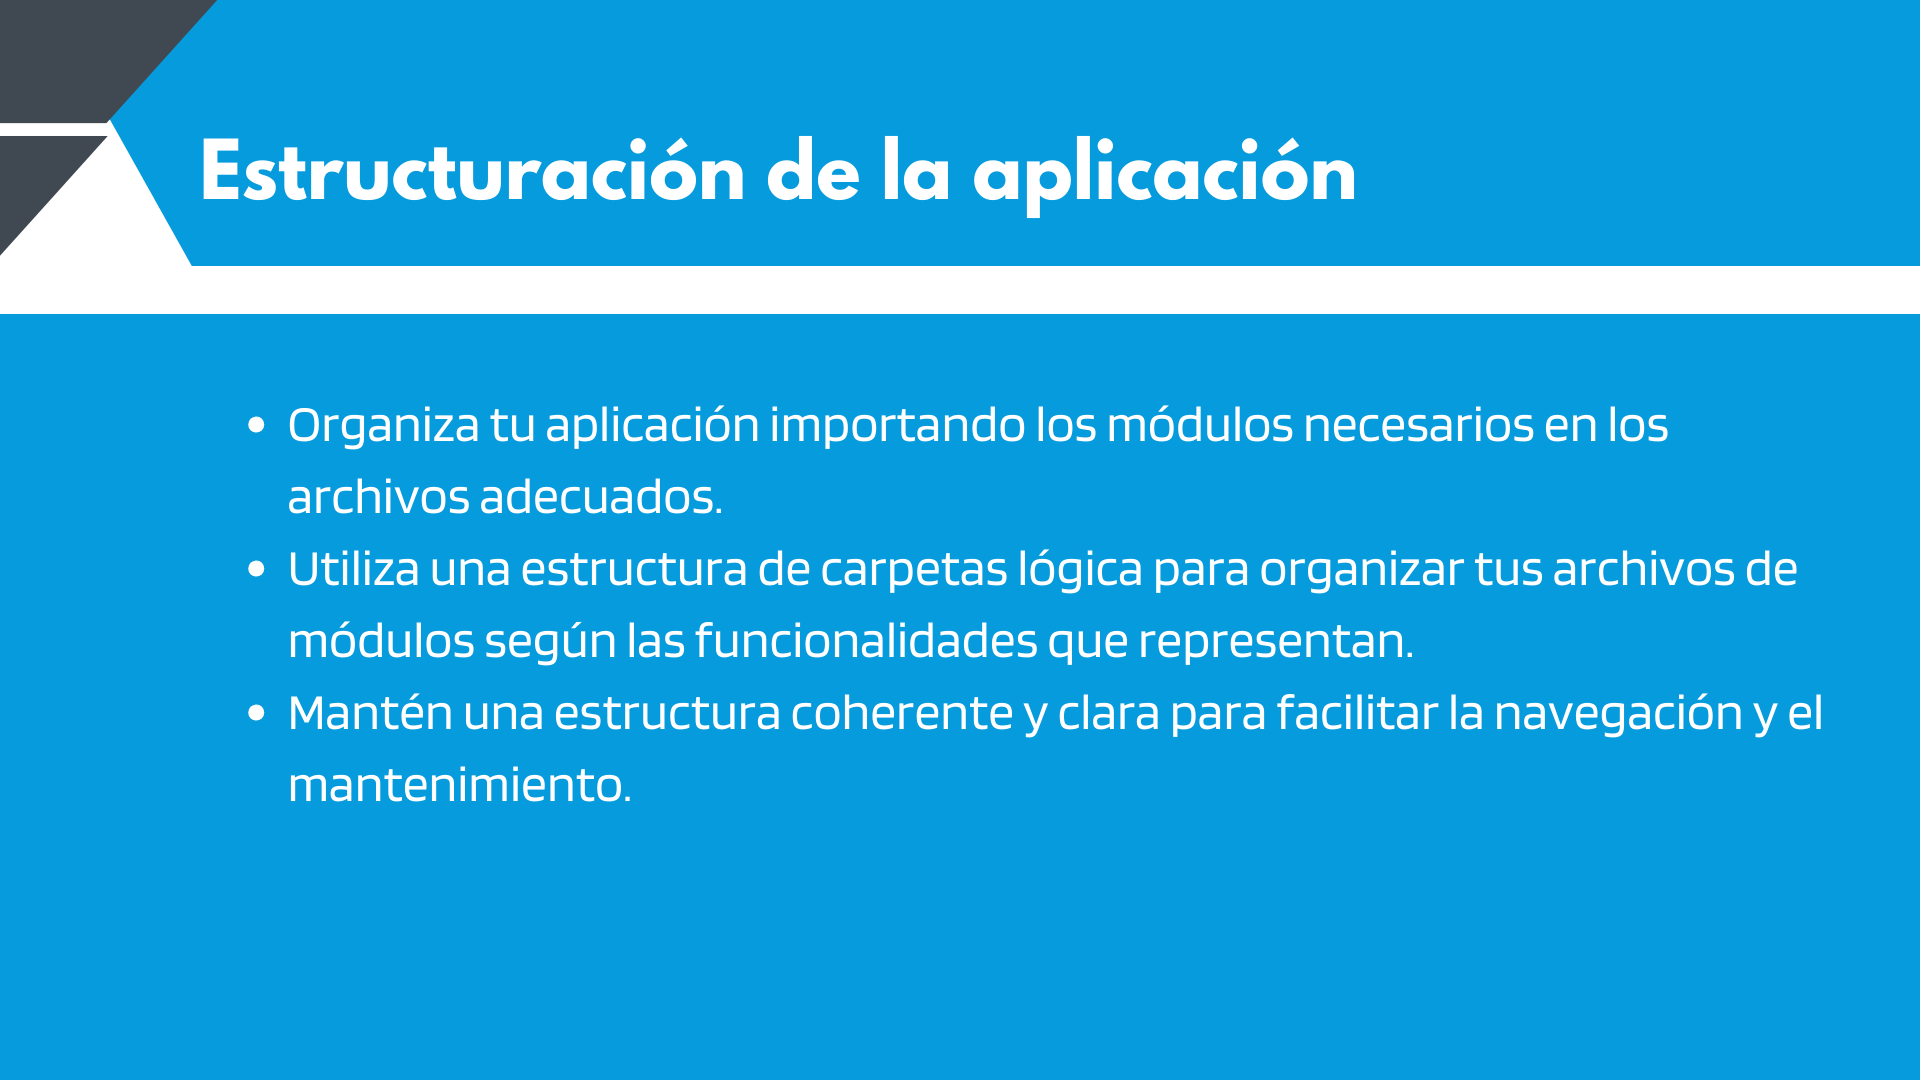 Estructuración de la aplicación
• Organiza tu aplicación importando los módulos necesarios en los
archivos adecuados.
• Utiliza una estructura de carpetas lógica para organizar tus archivos de
módulos según las funcionalidades que representan.
• Mantén una estructura coherente y clara para facilitar la navegación y el
mantenimiento.